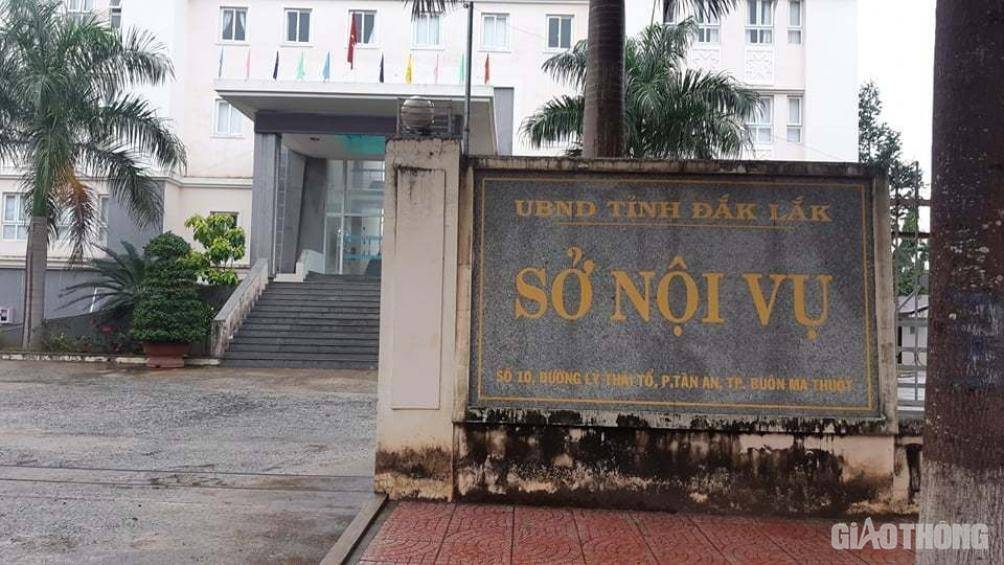 UBND TỈNH ĐẮK LẮK
SỞ NỘI VỤ
SỐ 10, ĐƯỜNG LÝ THÁI TỔ, P.TÂN AN, TP. BUÔN MA THUỘT
GIAOTHÔNG